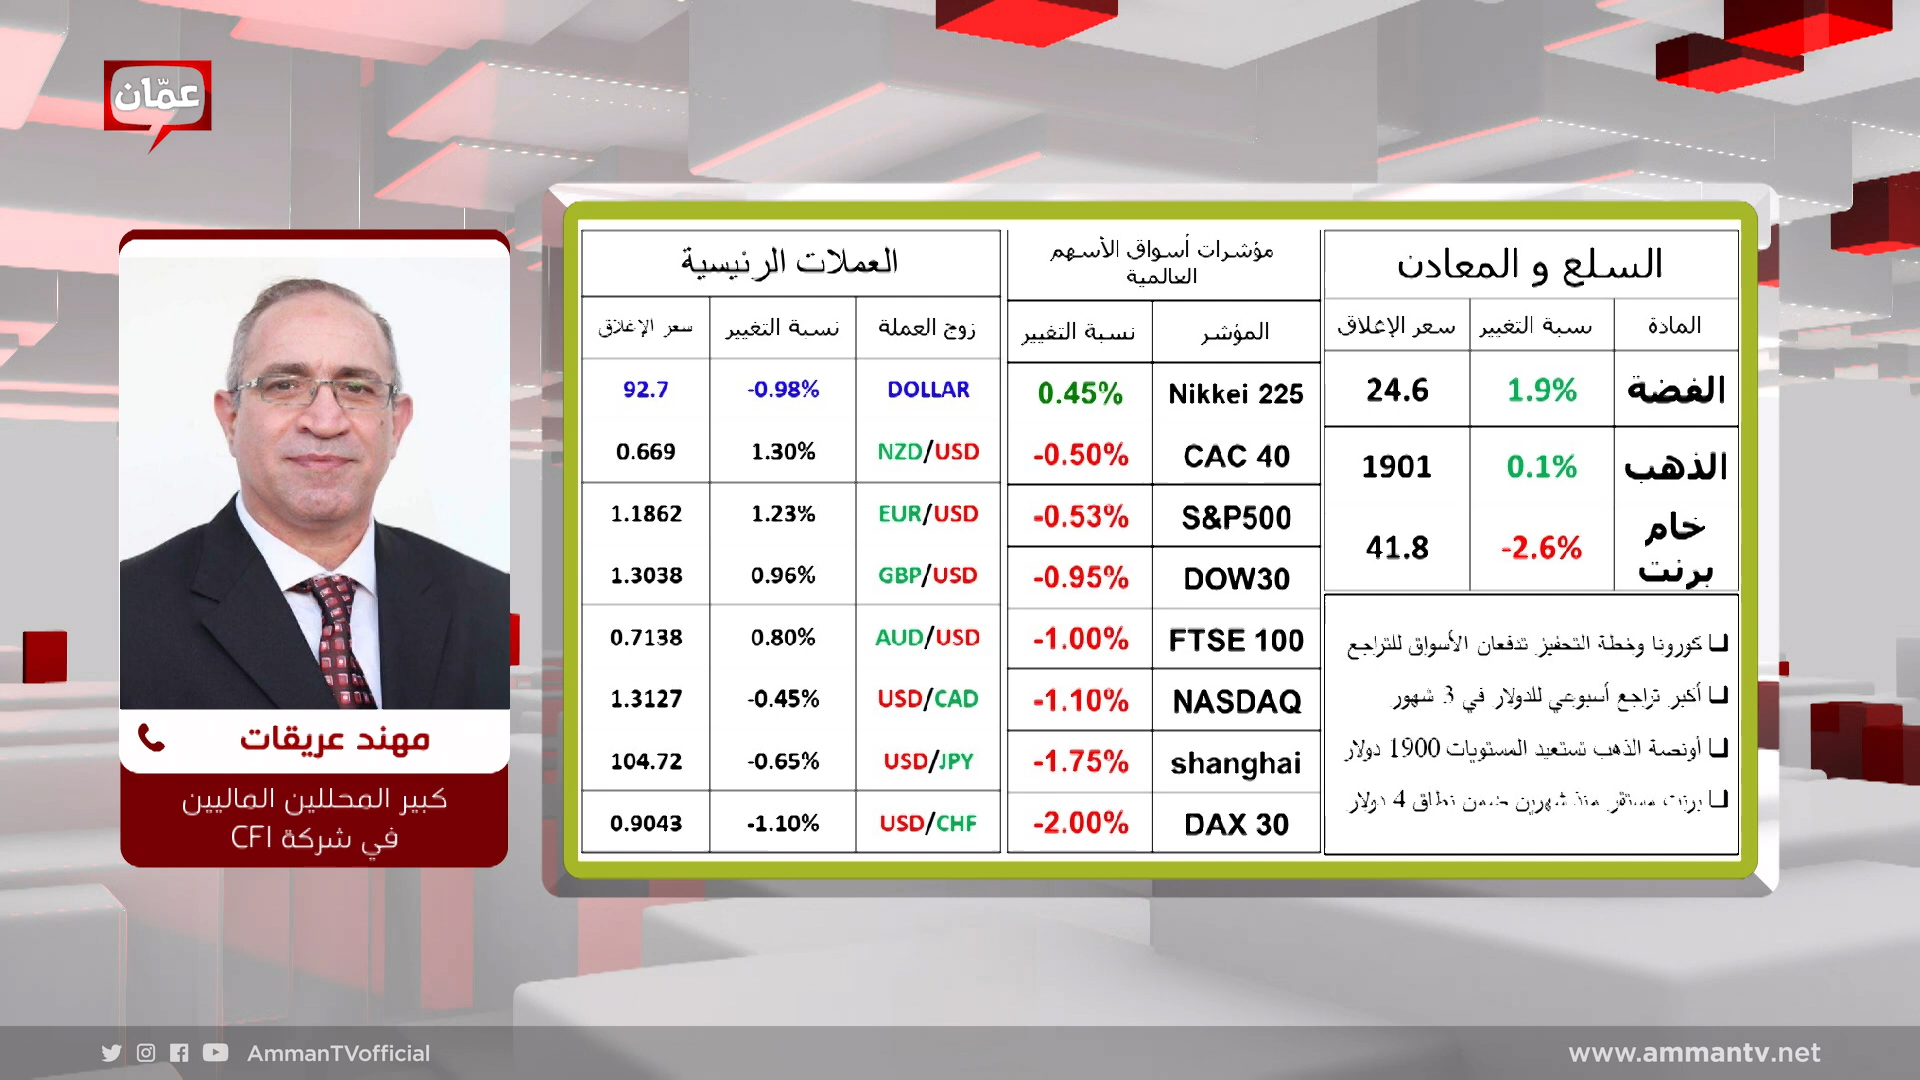 عمّان
السلع و المعادن
المادة نسبة التغيير سعر الإغلاق
الفضة 1.9% 24.6
الذهب 0.1% 1901
خام برنت -2.6% 41.8
❑ كورونا وخطة التحفيز تدفعان الأسواق للتراجع
❑ أكبر تراجع أسبوعي للدولار في 3 شهور
❑ أونصة الذهب تستعيد المستويات 1900 دولار
❑ برنت مستقر منذ شهرين ضمن نطاق 4 دولار
مؤشرات أسواق الأسهم
العالمية
المؤشر نسبة التغيير
Nikkei 225 0.45%
CAC 40 -0.50%
S&P500 -0.53%
DOW30 -0.95%
FTSE 100 -1.00%
NASDAQ -1.10%
shanghai -1.75%
DAX 30 -2.00%
العملات الرئيسية
زوج العملة نسبة التغيير سعر الإغلاق
DOLLAR -0.98% 92.7
NZD/USD 1.30% 0.669
EUR/USD 1.23% 1.1862
GBP/USD 0.96% 1.3038
AUD/USD 0.80% 0.7138
USD/CAD -0.45% 1.3127
USD/JPY -0.65% 104.72
USD/CHF -1.10% 0.9043
مهند عريقات
كبير المحللين الماليين
في شركة CFI
AmmanTVofficial
www.ammantv.net